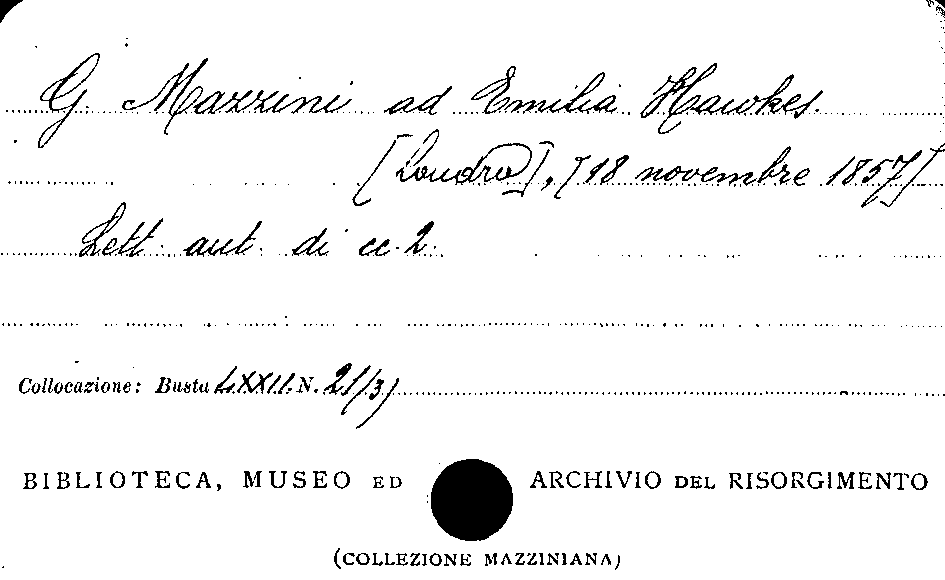 G. Mazzini ad Emilia Hawkes.
[Londra], [18 novembre 1857]
Lett. aut. di cc. 2.
Collocazione: Busta LXXII. N. 21/3)
BIBLIOTECA, MUSEO ED ARCHIVIO DEL RISORGIMENTO
(COLLEZIONE MAZZINIANA)